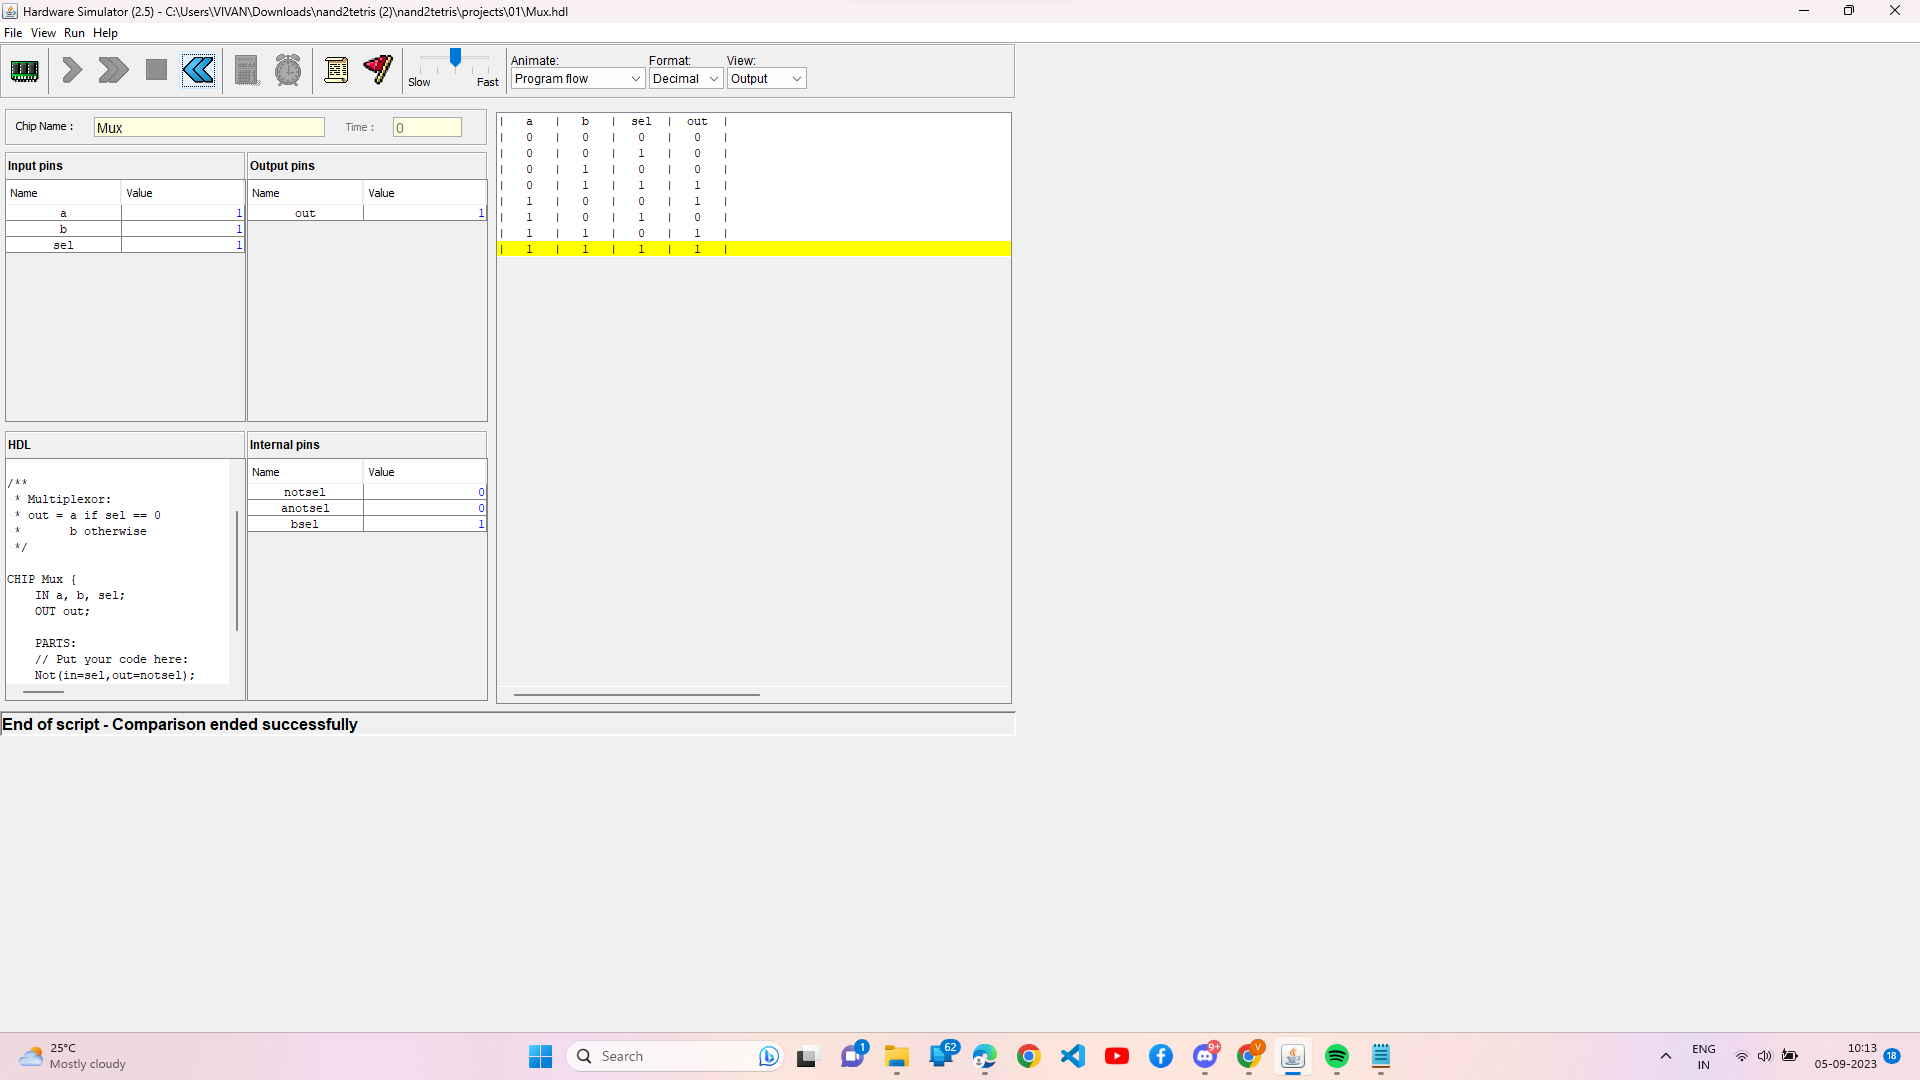 Hardware Simulator (2.5) - C:\Users\VIVAN\Downloads\nand2tetris (2)\nand2tetris\projects\01\Mux.hdl
File View Run Help
Slow Fast
Animate: Format: View:
Program flow Decimal Output
Chip Name : Mux Time : 0
Input pins
Name Value
a 1
b 1
sel 1
Output pins
Name Value
out 1
HDL
/**
* Multiplexor:
* out = a if sel == 0
* b otherwise
*/
CHIP Mux {
IN a, b, sel;
OUT out;
PARTS:
// Put your code here:
Not(in=sel,out=notsel);
Internal pins
Name Value
notsel 0
anotsel 0
bsel 1
| a | b | sel | out |
| 0 | 0 | 0 | 0 |
| 0 | 0 | 1 | 0 |
| 0 | 1 | 0 | 0 |
| 0 | 1 | 1 | 1 |
| 1 | 0 | 0 | 1 |
| 1 | 0 | 1 | 0 |
| 1 | 1 | 0 | 1 |
| 1 | 1 | 1 | 1 |
End of script - Comparison ended successfully
25°C
Mostly cloudy
Search
1
62
9+
V
ENG
IN
10:13
05-09-2023
18